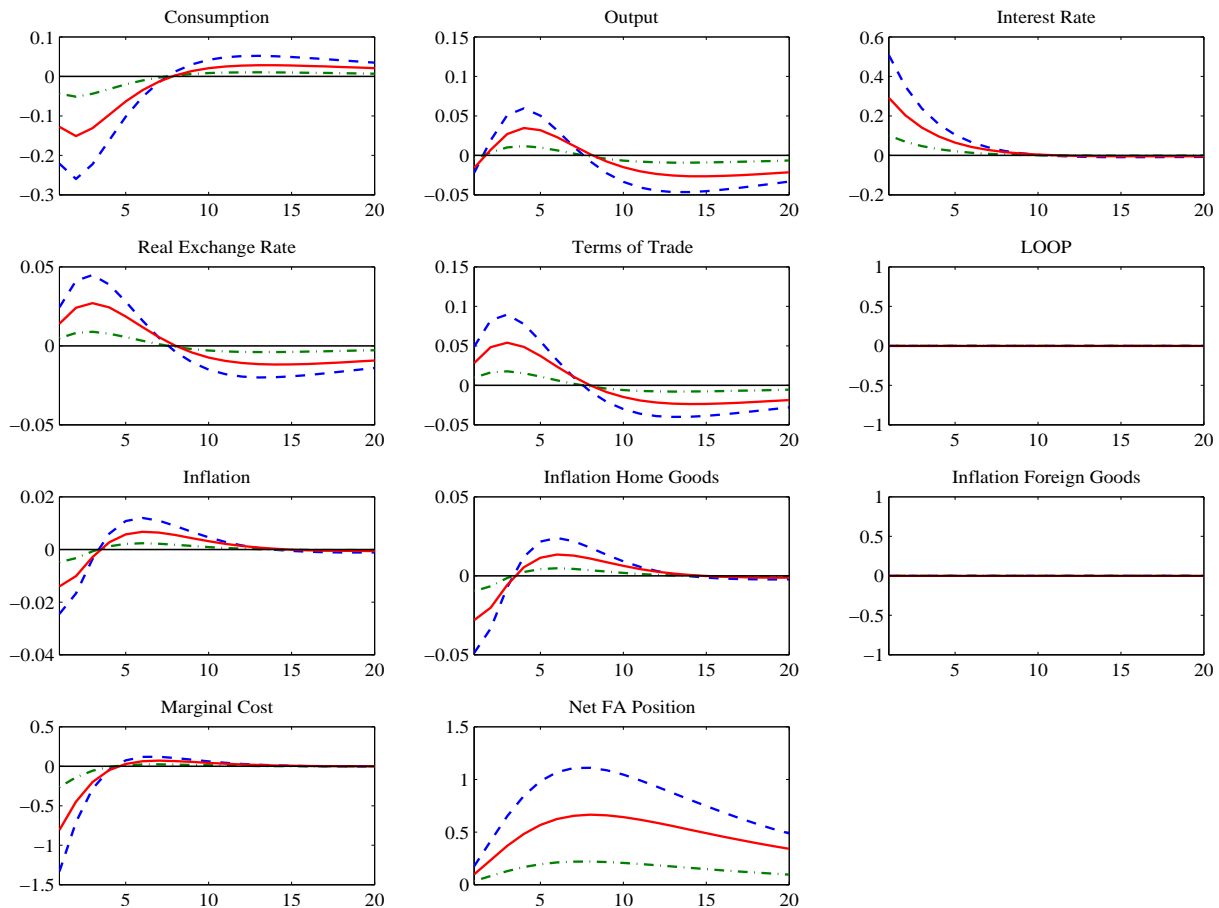 Consumption
0.1
0
−0.1
−0.2
−0.3
5 10 15 20
Output
0.15
0.1
0.05
0
−0.05
5 10 15 20
Interest Rate
0.6
0.4
0.2
0
−0.2
5 10 15 20
Real Exchange Rate
0.05
0
−0.05
5 10 15 20
Terms of Trade
0.15
0.1
0.05
0
−0.05
5 10 15 20
LOOP
1
0.5
0
−0.5
−1
5 10 15 20
Inflation
0.02
0
−0.02
−0.04
5 10 15 20
Inflation Home Goods
0.05
0
−0.05
5 10 15 20
Inflation Foreign Goods
1
0.5
0
−0.5
−1
5 10 15 20
Marginal Cost
0.5
0
−0.5
−1
−1.5
5 10 15 20
Net FA Position
1.5
1
0.5
0
5 10 15 20